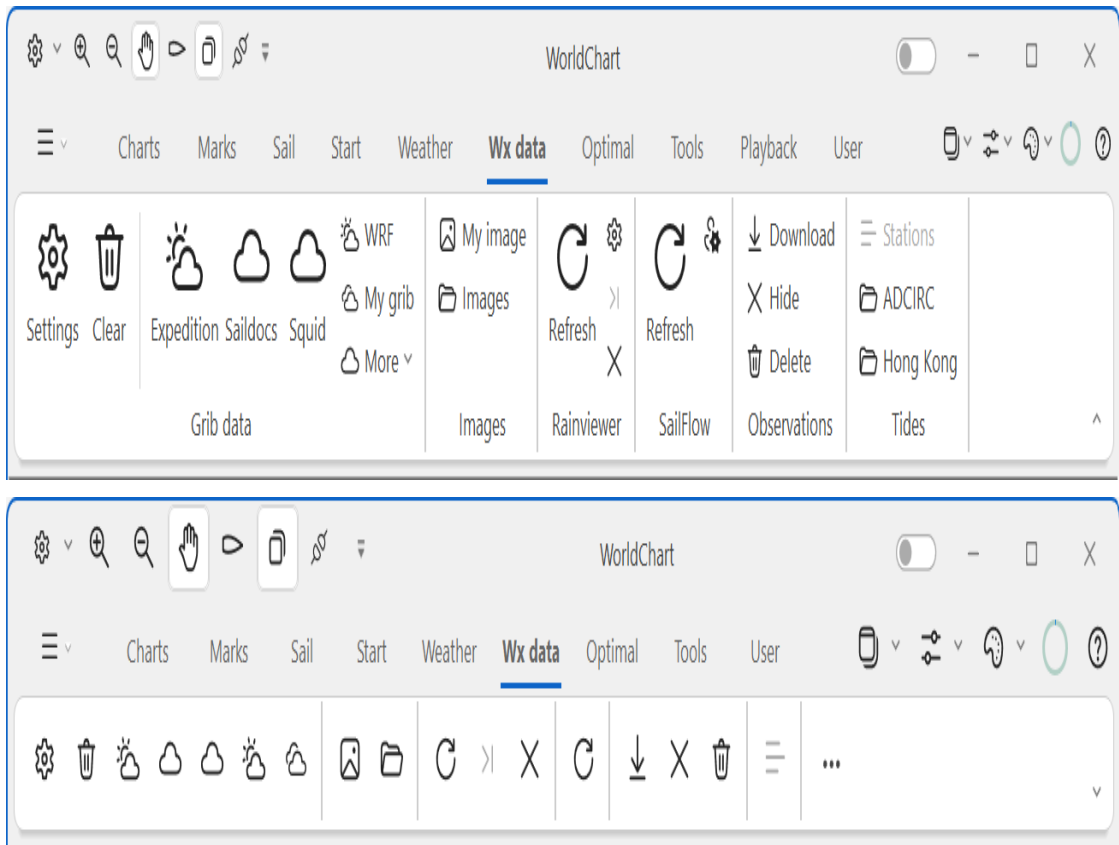 WorldChart
Charts Marks Sail Start Weather Wx data Optimal Tools Playback User
WRF My image Download Stations
My grib Images Hide ADCIRC
Settings Clear Expedition Saildocs Squid Refresh Refresh
More Delete Hong Kong
Grib data Images Rainviewer SailFlow Observations Tides
WorldChart
Charts Marks Sail Start Weather Wx data Optimal Tools User